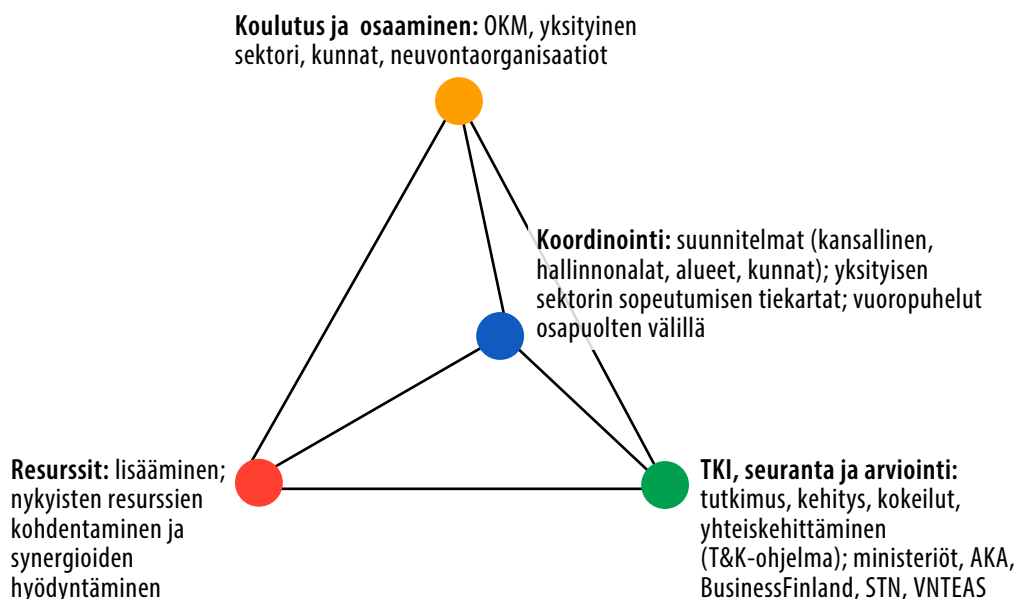 Koulutus ja osaaminen: OKM, yksityinen
sektori, kunnat, neuvontaorganisaatiot
Koordinointi: suunnitelmat (kansallinen,
hallinnonalat, alueet, kunnat); yksityisen
sektorin sopeutumisen tiekartat; vuoropuhelut
osapuolten välillä
Resurssit: lisääminen;
nykyisten resurssien
kohdentaminen ja
synergioiden
hyödyntäminen
TKI, seuranta ja arviointi:
tutkimus, kehitys, kokeilut,
yhteiskehittäminen
(T&K-ohjelma); ministeriöt, AKA,
BusinessFinland, STN, VNTEAS